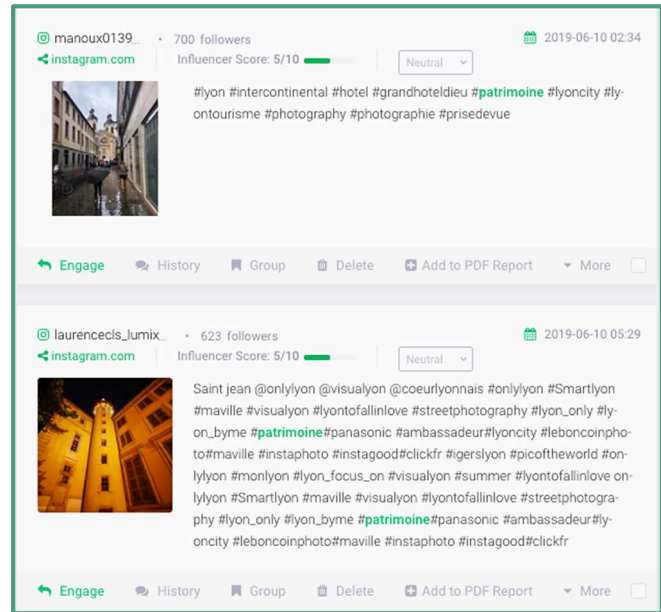 manoux0139... • 700 followers 2019-06-10 02:34
instagram.com Influencer Score: 5/10 Neutral
#lyon #intercontinental #hotel #grandhoteldieu #patrimoine #lyoncity #ly-
ontourisme #photography #photographie #prisedevue
Engage History Group Delete Add to PDF Report More
laurencecls_lumix... • 623 followers 2019-06-10 05:29
instagram.com Influencer Score: 5/10 Neutral
Saint jean @onlylyon @visualyon @coeurlyonnais #onlylyon #Smartlyon
#maville #visualyon #lyontofallinlove #streetphotography #lyon_only #ly-
on_byme #patrimoine#panasonic #ambassadeur#lyoncity #leboncoinpho-
to#maville #instaphoto #instagood#clickfr #igerslyon #picoftheworld #on-
lylyon #monlyon #lyon_focus_on #visualyon #summer #lyontofallinlove on-
lylyon #Smartlyon #maville #visualyon #lyontofallinlove #streetphotogra-
phy #lyon_only #lyon_byme #patrimoine#panasonic #ambassadeur#ly-
oncity #leboncoinphoto#maville #instaphoto #instagood#clickfr
Engage History Group Delete Add to PDF Report More